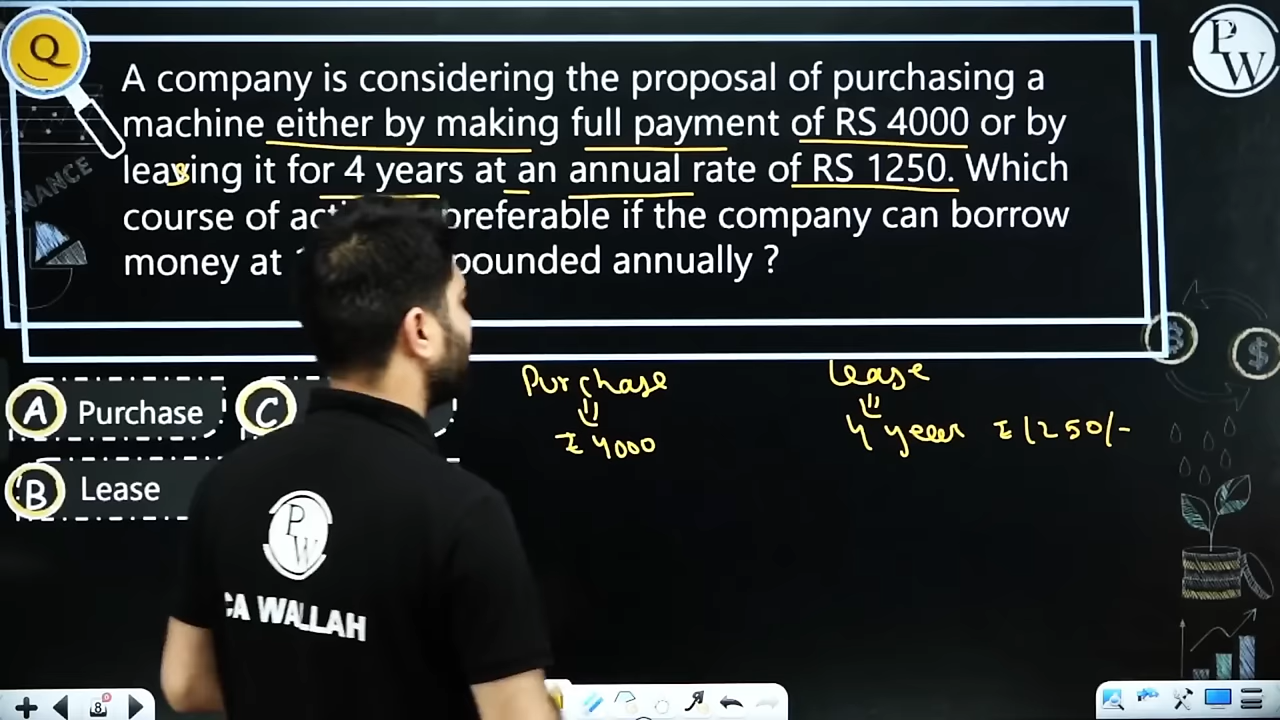 Q
A company is considering the proposal of purchasing a
machine either by making full payment of RS 4000 or by
leasing it for 4 years at an annual rate of RS 1250. Which
course of preferable if the company can borrow
money at annually ?
PW
FINANCE
A Purchase
C
B Lease
Purchase
₹ 4000
Lease
4 year ₹ 1250/-
PW
CA WALLAH
8